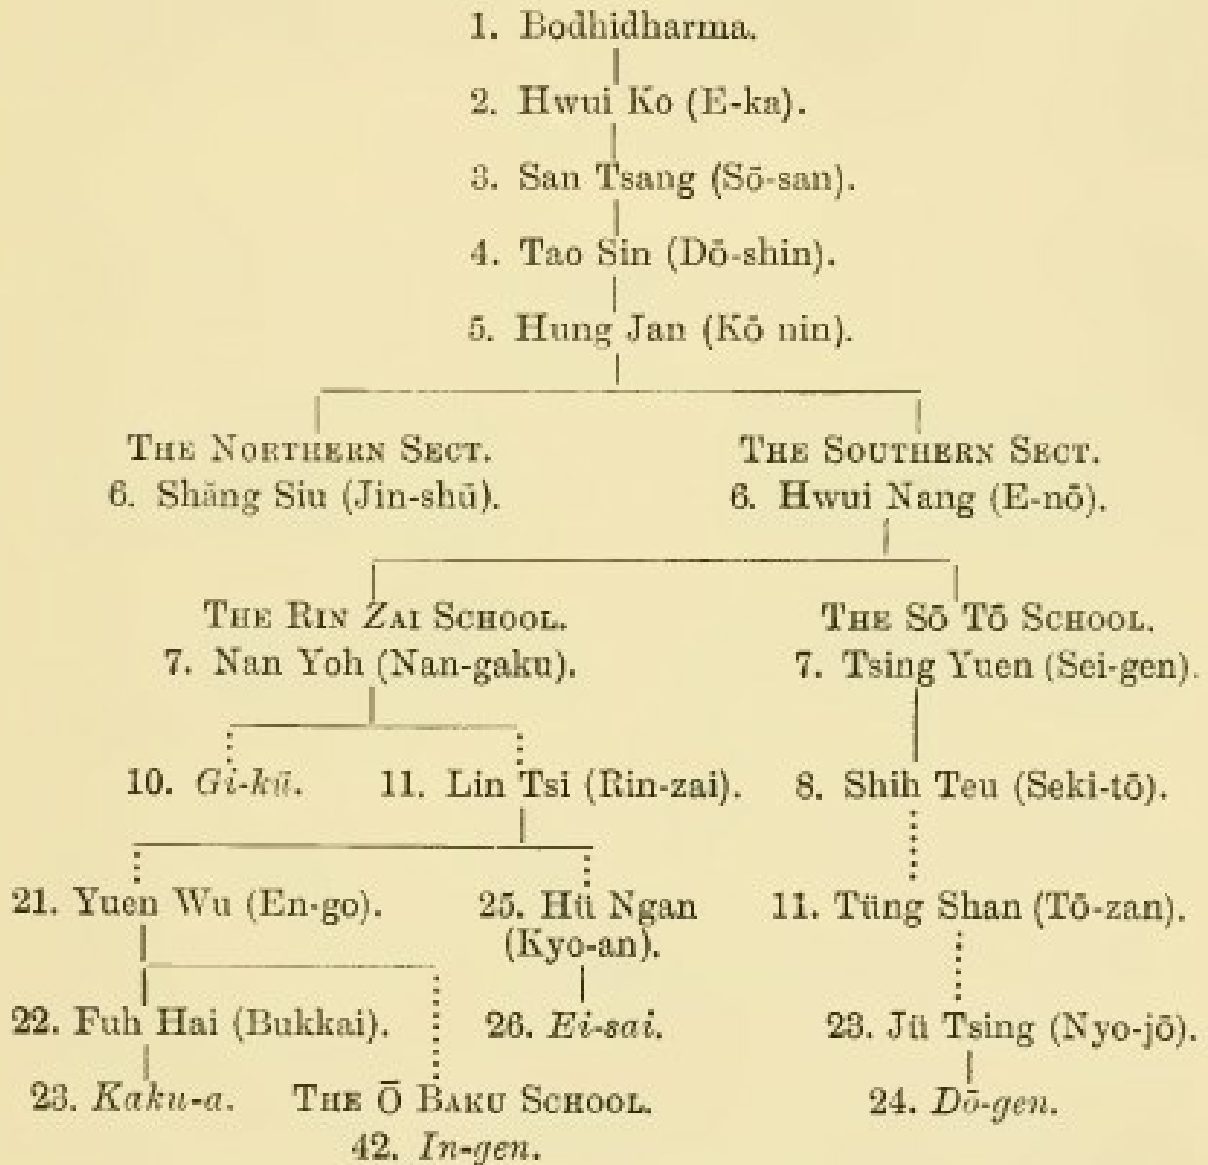 1. Bodhidharma.
2. Hwui Ko (E-ka).
3. San Tsang (Sō-san).
4. Tao Sin (Dō-shin).
5. Hung Jan (Kō nin).
THE NORTHERN SECT.
6. Shāng Siu (Jin-shū).
THE SOUTHERN SECT.
6. Hwui Nang (E-nō).
THE RIN ZAI SCHOOL.
7. Nan Yoh (Nan-gaku).
THE SŌ TŌ SCHOOL.
7. Tsing Yuen (Sei-gen).
10. Gi-kū.
11. Lin Tsi (Rin-zai).
8. Shih Teu (Seki-tō).
21. Yuen Wu (En-go).
25. Hü Ngan
(Kyo-an).
11. Tüng Shan (Tō-zan).
22. Fuh Hai (Bukkai).
26. Ei-sai.
23. Jü Tsing (Nyo-jō).
23. Kaku-a.
THE Ō BAKU SCHOOL.
42. In-gen.
24. Dō-gen.